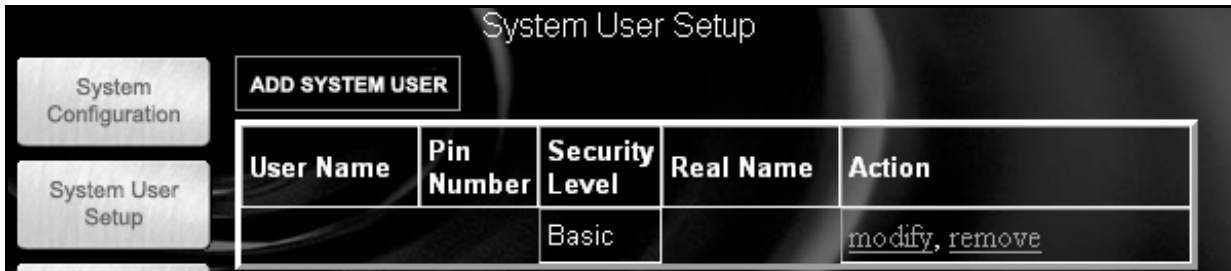 System User Setup
System
Configuration
ADD SYSTEM USER
System User
Setup
User Name Pin Number Security Level Real Name Action
Basic modify, remove